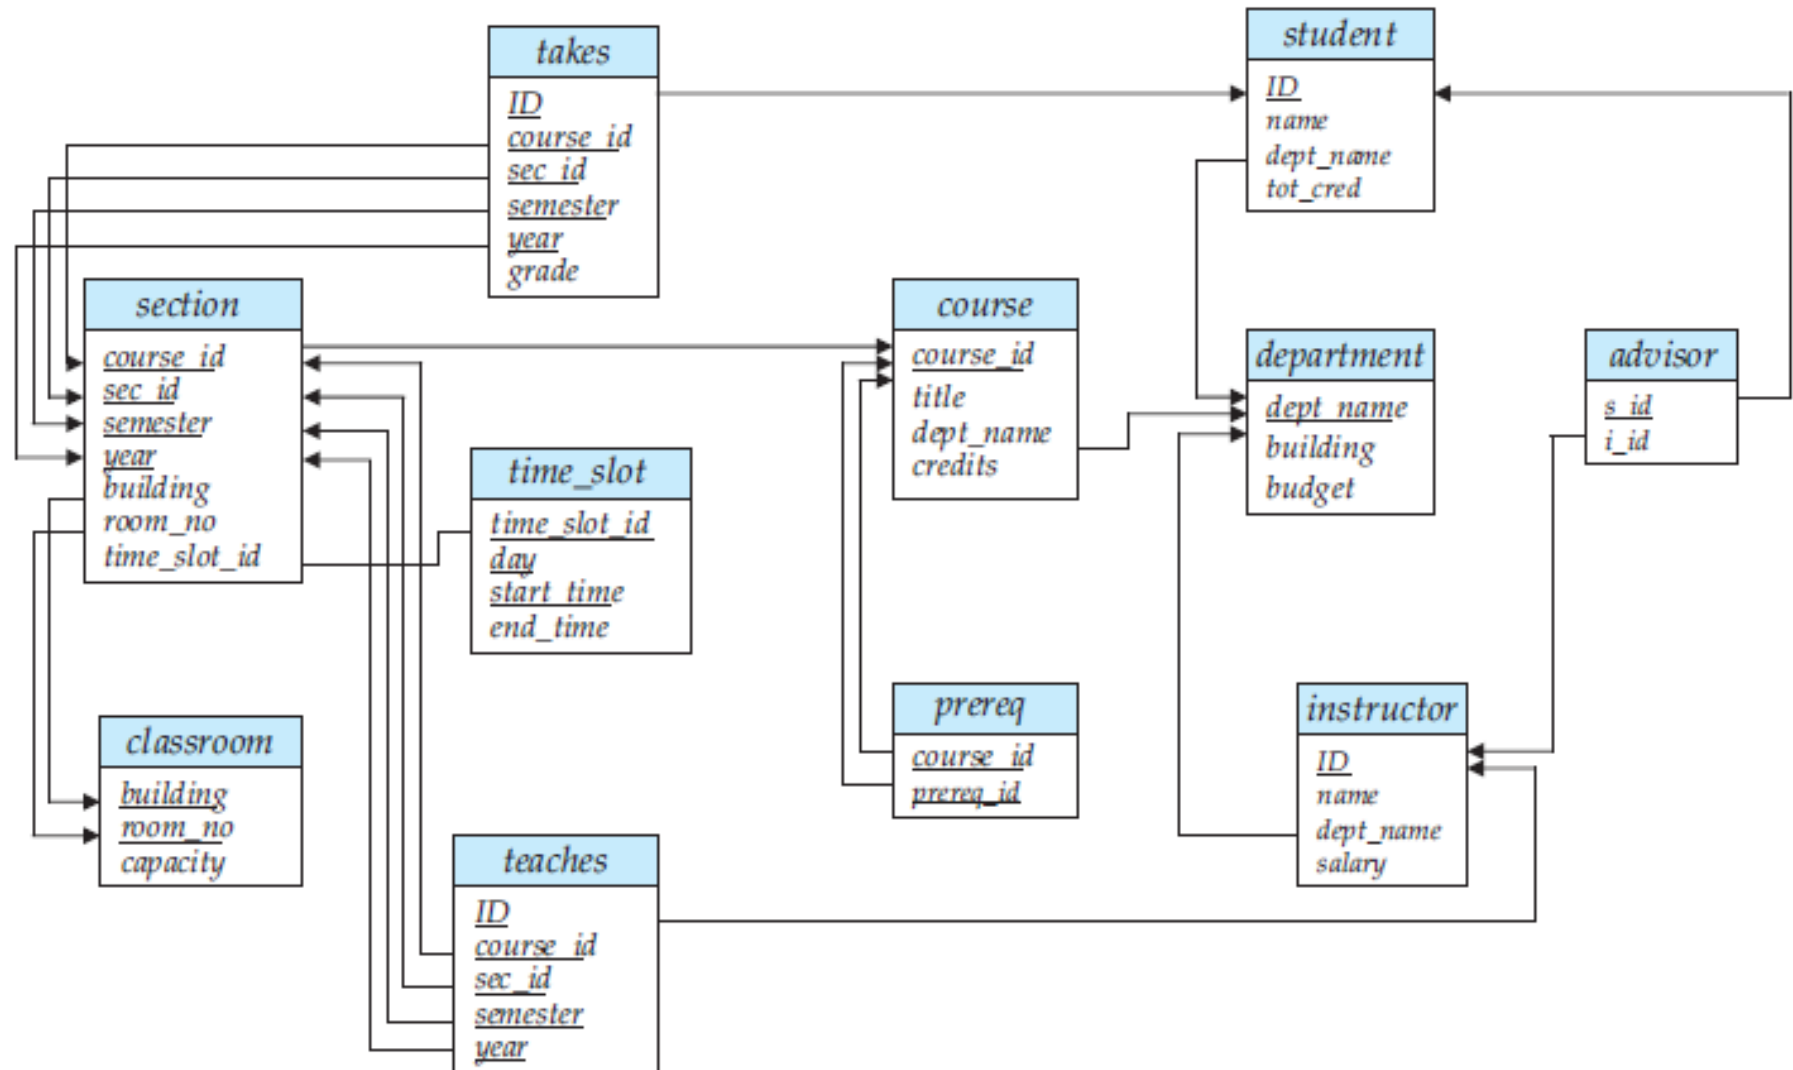 takes
ID
course_id
sec_id
semester
year
grade
student
ID
name
dept_name
tot_cred
section
course_id
sec_id
semester
year
building
room_no
time_slot_id
course
course_id
title
dept_name
credits
department
dept_name
building
budget
advisor
s_id
i_id
time_slot
time_slot_id
day
start_time
end_time
classroom
building
room_no
capacity
prereq
course_id
prereq_id
instructor
ID
name
dept_name
salary
teaches
ID
course_id
sec_id
semester
year